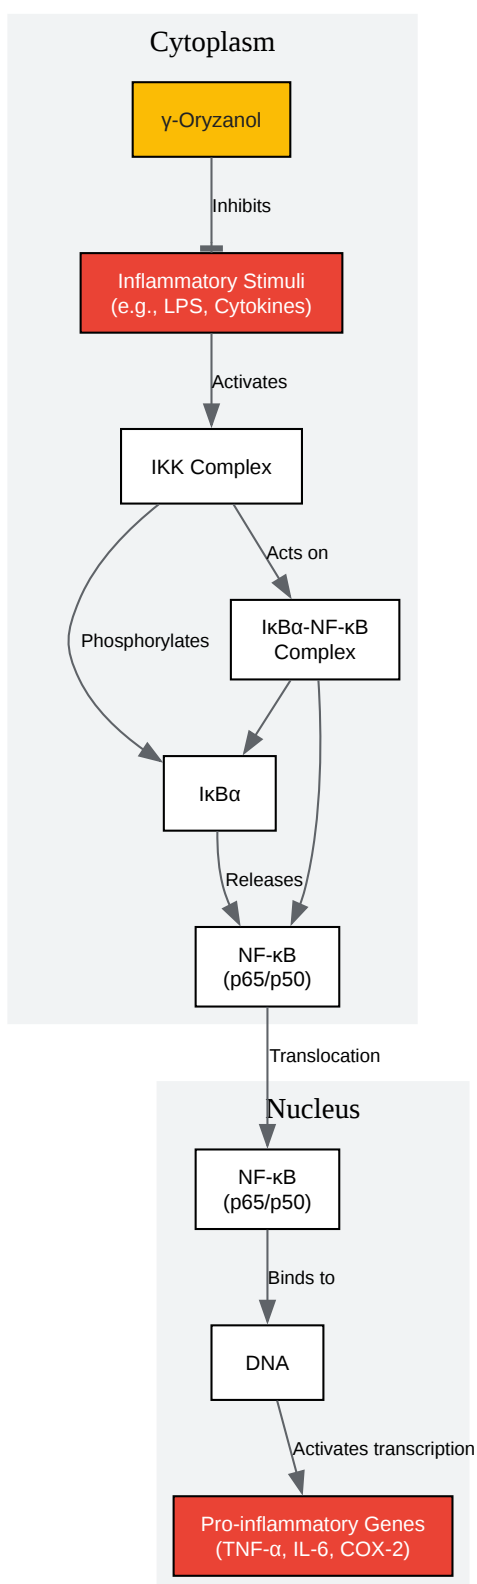 Cytoplasm
γ-Oryzanol
Inhibits
Inflammatory Stimuli
(e.g., LPS, Cytokines)
Activates
IKK Complex
Acts on
Phosphorylates
IκBα-NF-κB
Complex
IκBα
Releases
NF-κB
(p65/p50)
Translocation
Nucleus
NF-κB
(p65/p50)
Binds to
DNA
Activates transcription
Pro-inflammatory Genes
(TNF-α, IL-6, COX-2)